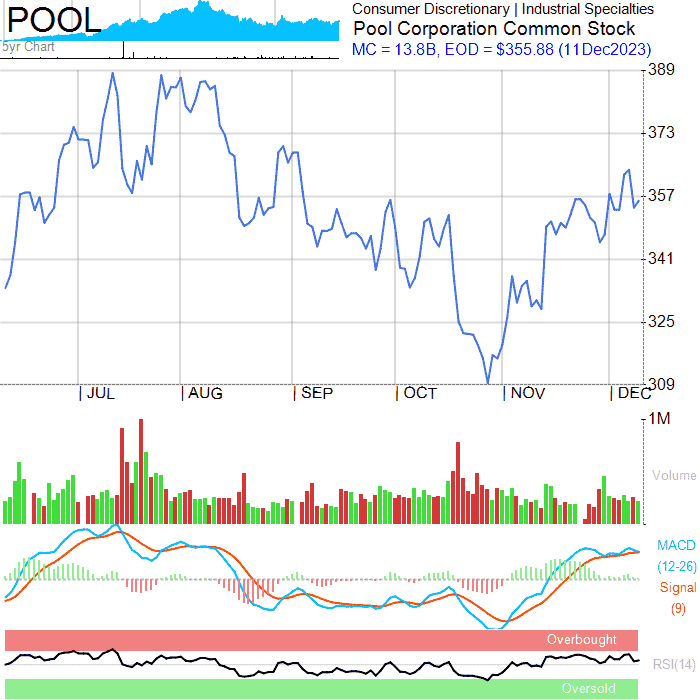 POOL
5yr Chart
Consumer Discretionary | Industrial Specialties
Pool Corporation Common Stock
MC = 13.8B, EOD = $355.88 (11Dec2023)
389
373
357
341
325
309
| JUL
| AUG
| SEP
| OCT
| NOV
| DEC
1M
Volume
MACD
(12-26)
Signal
(9)
Overbought
RSI(14)
Oversold